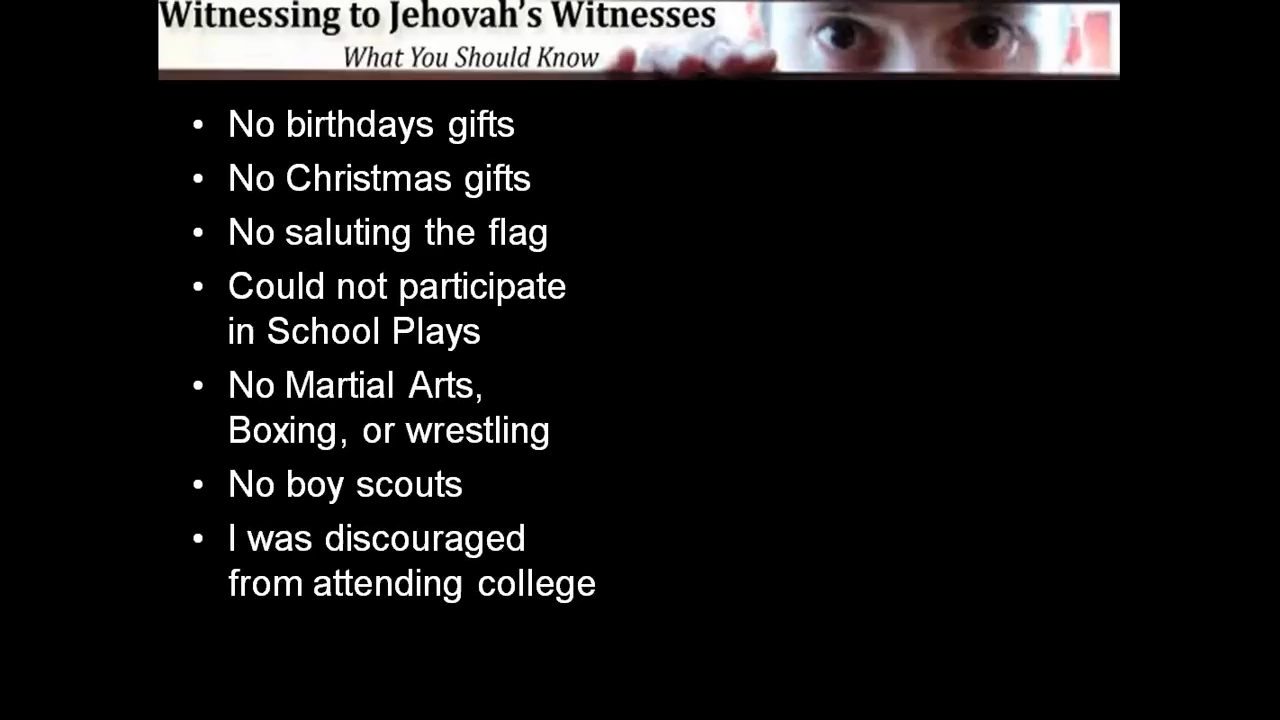 Witnessing to Jehovah's Witnesses
What You Should Know
• No birthdays gifts
• No Christmas gifts
• No saluting the flag
• Could not participate
in School Plays
• No Martial Arts,
Boxing, or wrestling
• No boy scouts
• I was discouraged
from attending college